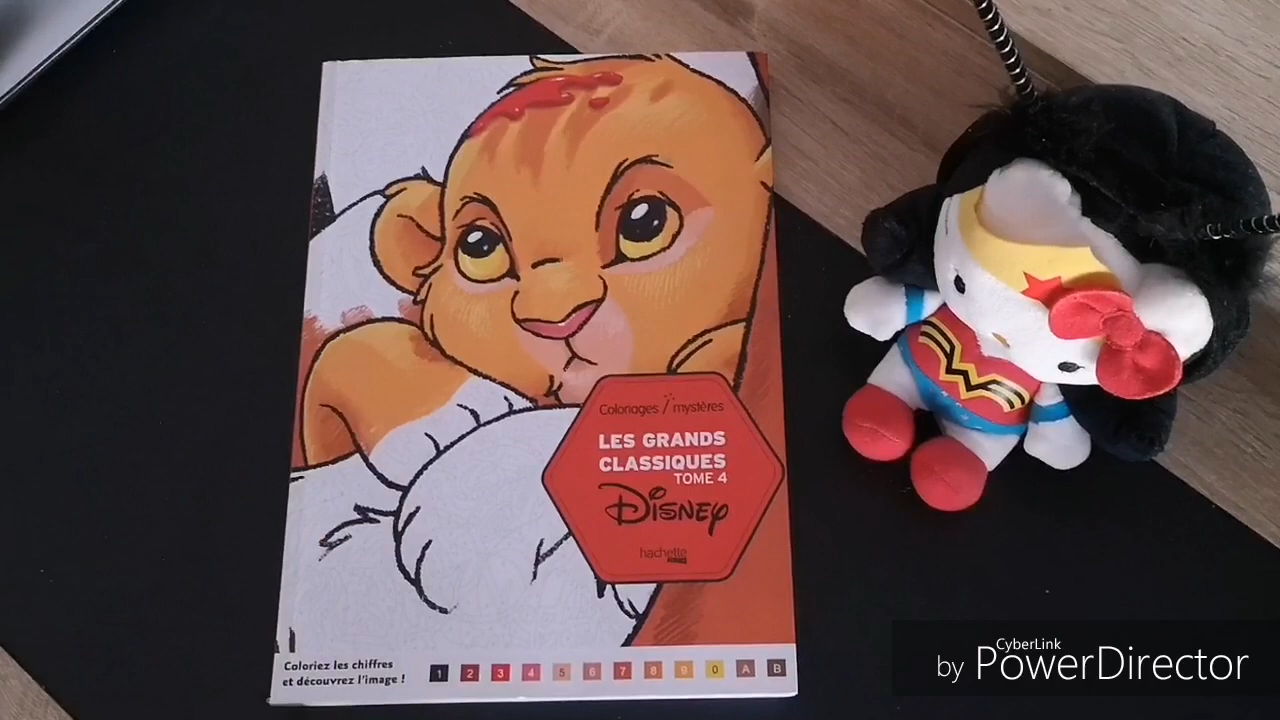 Coloriages mystères
LES GRANDS
CLASSIQUES
TOME 4
Disney
hachette
Coloriez les chiffres
et découvrez l'image !
1 2 3 4 5 6 7 8 9 0 A B
CyberLink
by PowerDirector